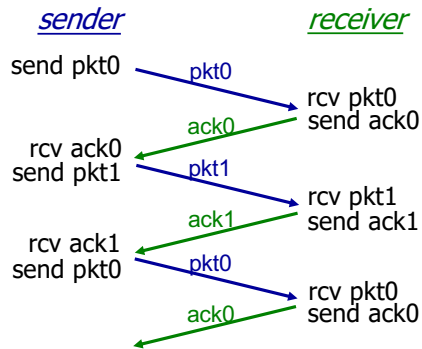 sender receiver
send pkt0
pkt0
rcv pkt0
send ack0
ack0
rcv ack0
send pkt1
pkt1
rcv pkt1
send ack1
ack1
rcv ack1
send pkt0
pkt0
rcv pkt0
send ack0
ack0